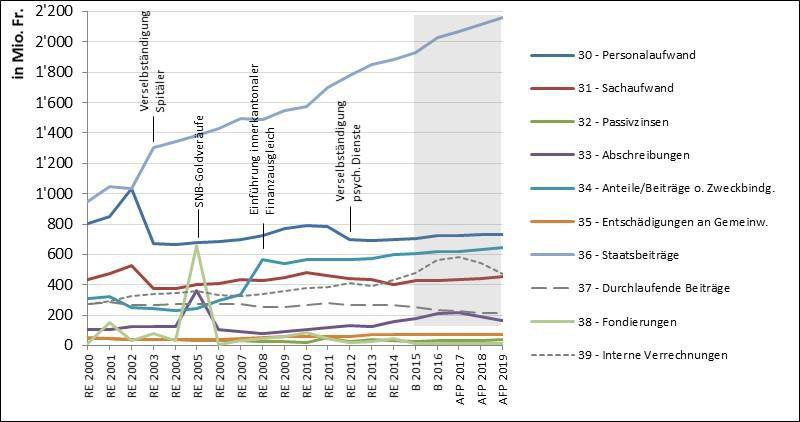 in Mio. Fr.
2'200
2'000
1'800
1'600
1'400
1'200
1'000
800
600
400
200
0
Verselbständigung
Spitäler
SNB-Goldveräufe
Einführung innerkantonaler
Finanzausgleich
Verselbständigung
psych. Dienste
RE 2000
RE 2001
RE 2002
RE 2003
RE 2004
RE 2005
RE 2006
RE 2007
RE 2008
RE 2009
RE 2010
RE 2011
RE 2012
RE 2013
RE 2014
B 2015
B 2016
AFP 2017
AFP 2018
AFP 2019
30 - Personalaufwand
31 - Sachaufwand
32 - Passivzinsen
33 - Abschreibungen
34 - Anteile/Beiträge o. Zweckbindg.
35 - Entschädigungen an Gemeinw.
36 - Staatsbeiträge
37 - Durchlaufende Beiträge
38 - Fondierungen
39 - Interne Verrechnungen